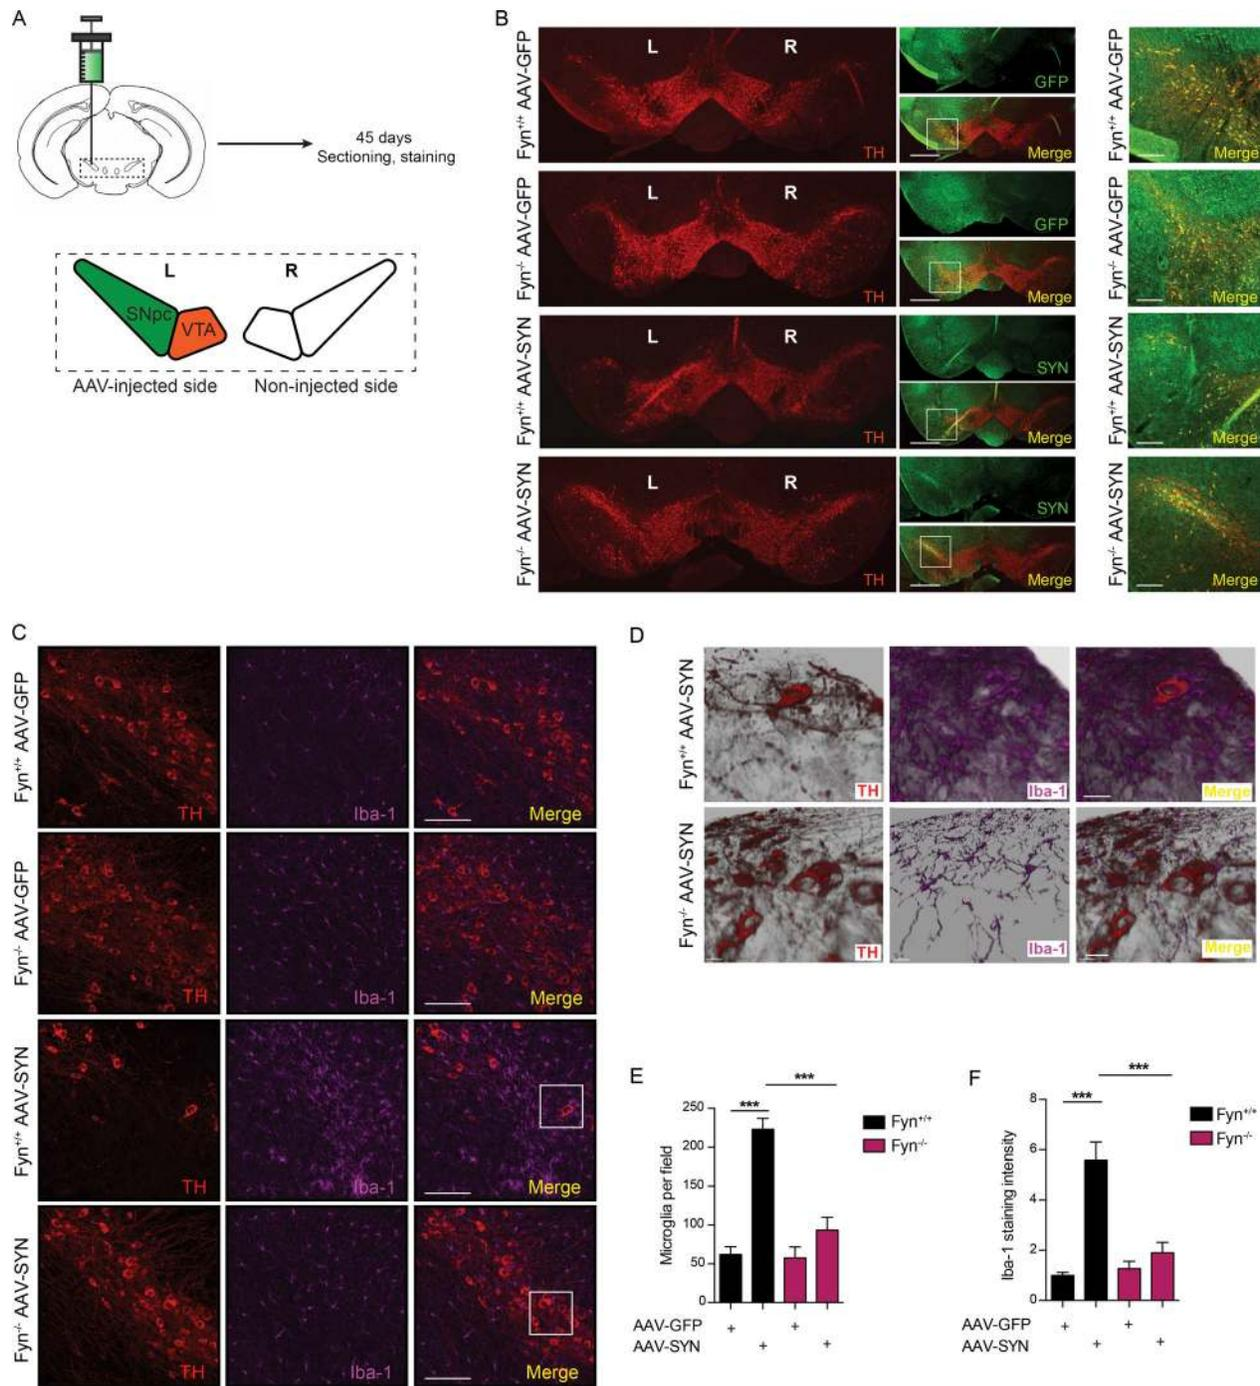 A
45 days
Sectioning, staining
L
R
SNpc
VTA
AAV-injected side
Non-injected side
B
Fyn+/+ AAV-GFP
L
R
TH
GFP
Merge
Fyn+/+ AAV-GFP
Merge
Fyn-/- AAV-GFP
L
R
TH
GFP
Merge
Fyn-/- AAV-GFP
Merge
Fyn+/+ AAV-SYN
L
R
TH
SYN
Merge
Fyn+/+ AAV-SYN
Merge
Fyn-/- AAV-SYN
L
R
TH
SYN
Merge
Fyn-/- AAV-SYN
Merge
C
Fyn+/+ AAV-GFP
TH
Iba-1
Merge
Fyn-/- AAV-GFP
TH
Iba-1
Merge
Fyn+/+ AAV-SYN
TH
Iba-1
Merge
Fyn-/- AAV-SYN
TH
Iba-1
Merge
D
Fyn+/+ AAV-SYN
TH
Iba-1
Merge
Fyn-/- AAV-SYN
TH
Iba-1
Merge
E
Microglia per field
250
200
150
100
50
0
***
***
Fyn+/+
Fyn-/-
AAV-GFP + +
AAV-SYN + +
F
Iba-1 staining intensity
8
6
4
2
0
***
***
Fyn+/+
Fyn-/-
AAV-GFP + +
AAV-SYN + +